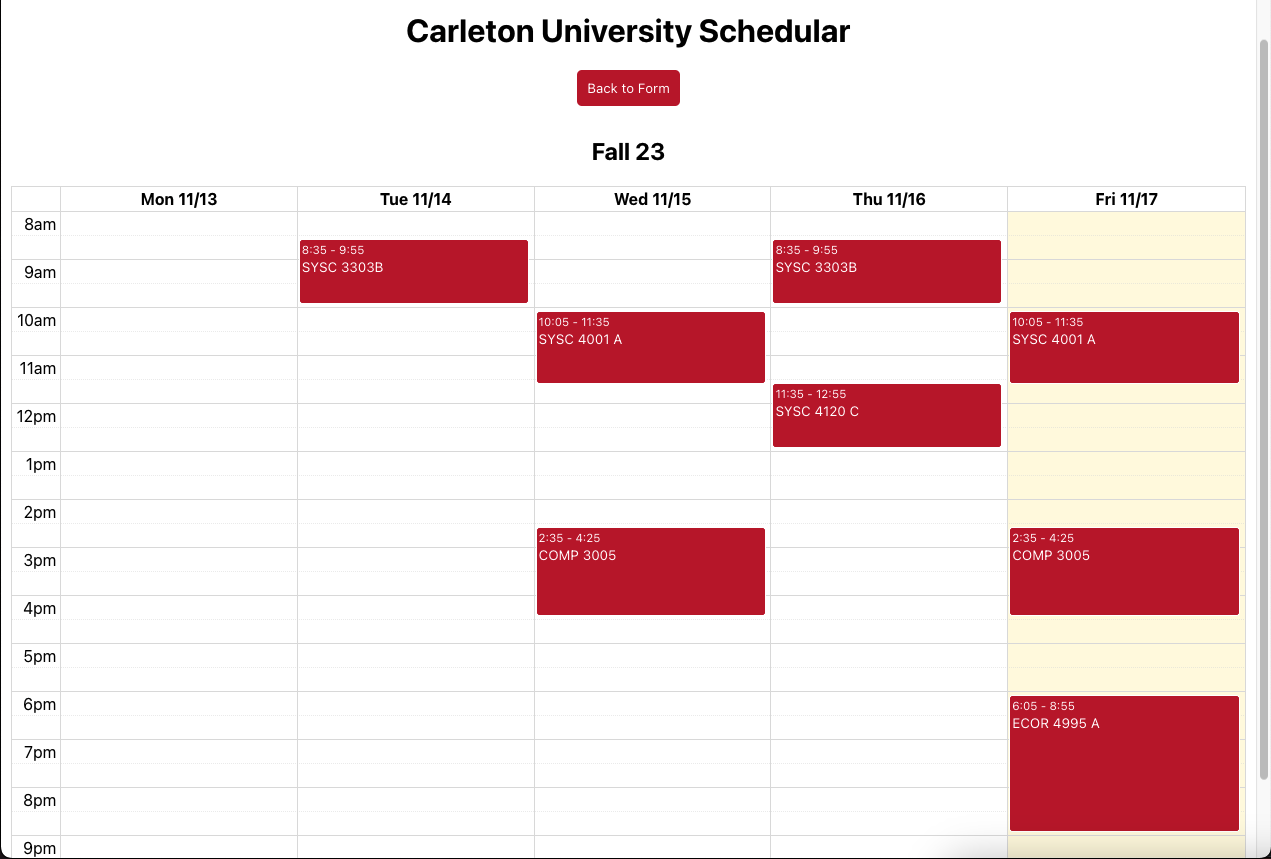 Carleton University Schedular
Back to Form
Fall 23
Mon 11/13 Tue 11/14 Wed 11/15 Thu 11/16 Fri 11/17
8am
8:35 - 9:55 8:35 - 9:55
SYSC 3303B SYSC 3303B
9am
10am
10:05 - 11:35 10:05 - 11:35
SYSC 4001 A SYSC 4001 A
11am
11:35 - 12:55
SYSC 4120 C
12pm
1pm
2pm
2:35 - 4:25 2:35 - 4:25
COMP 3005 COMP 3005
3pm
4pm
5pm
6pm
6:05 - 8:55
ECOR 4995 A
7pm
8pm
9pm